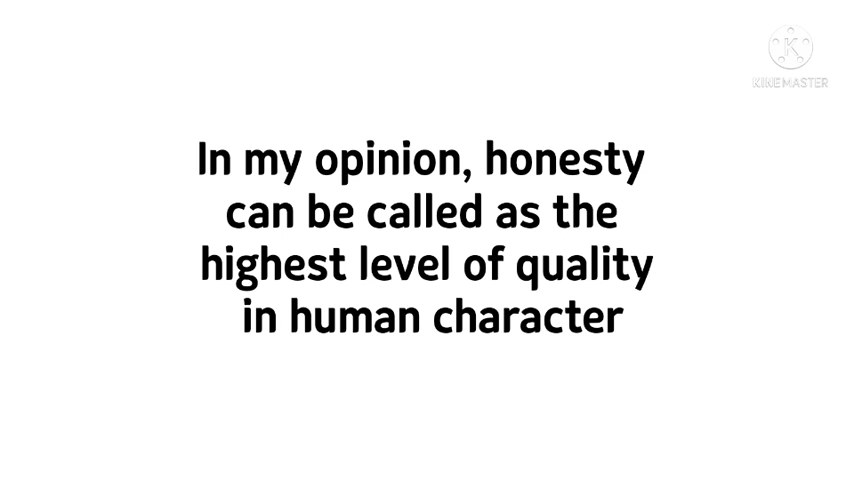 KINEMASTER
In my opinion, honesty
can be called as the
highest level of quality
in human character